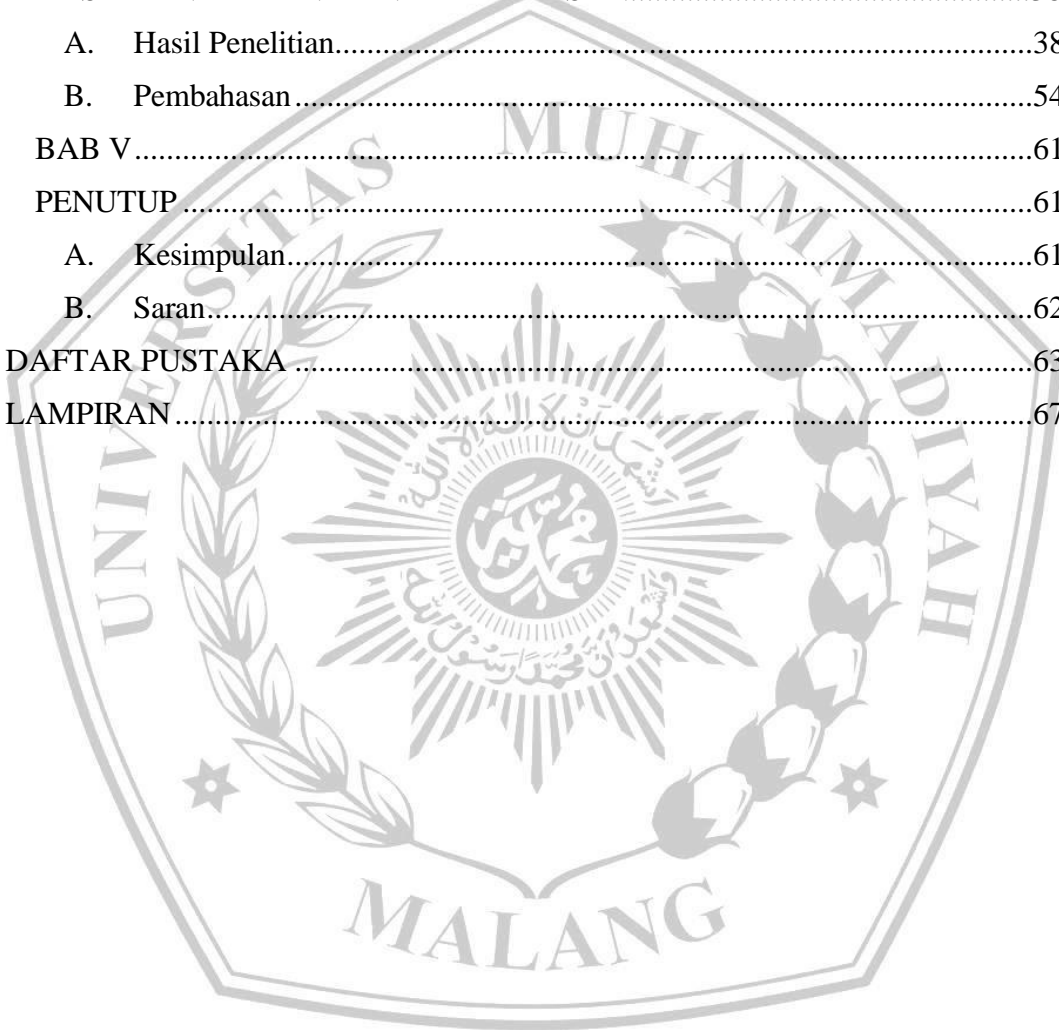 A. Hasil Penelitian..........38
B. Pembahasan..........54
BAB V..........61
PENUTUP..........61
A. Kesimpulan..........61
B. Saran..........62
DAFTAR PUSTAKA..........63
LAMPIRAN..........67
UNIVERSITAS MUHAMMADIYAH
MALANG